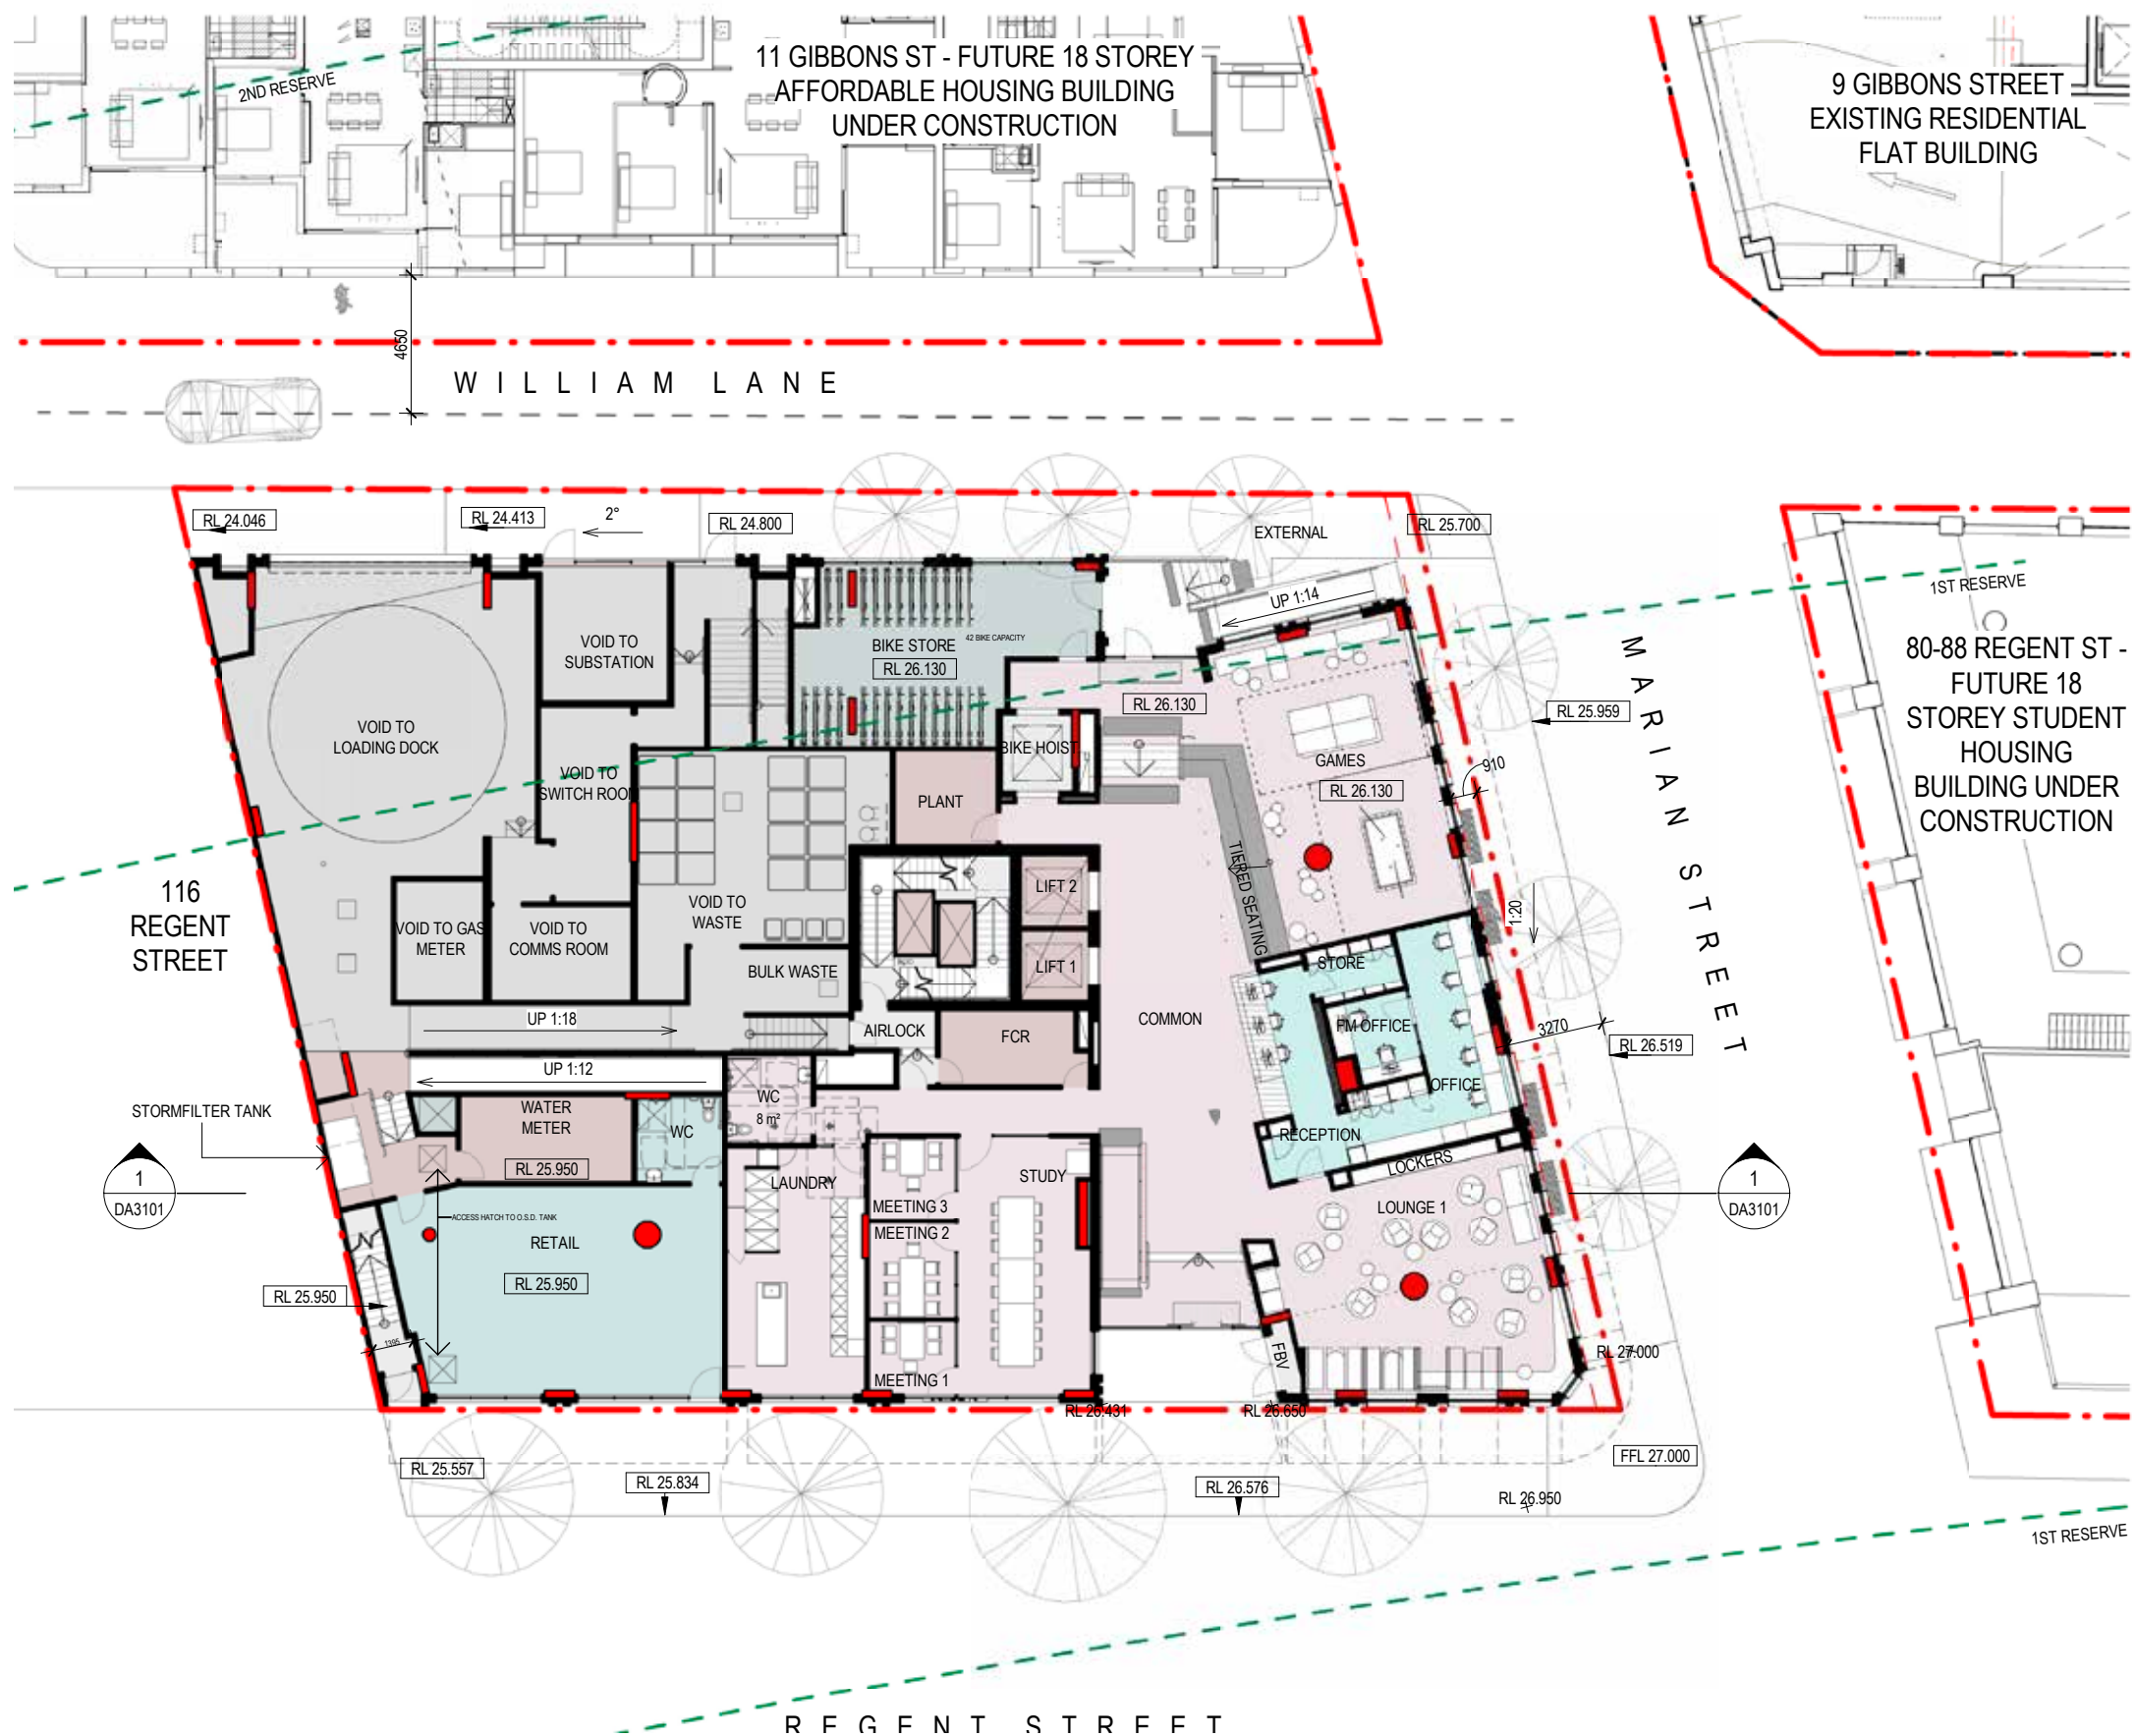 11 GIBBONS ST - FUTURE 18 STOREY
AFFORDABLE HOUSING BUILDING
UNDER CONSTRUCTION
9 GIBBONS STREET
EXISTING RESIDENTIAL
FLAT BUILDING
2ND RESERVE
4650
WILLIAM LANE
RL 24.046
RL 24.413
2°
RL 24.800
EXTERNAL
RL 25.700
1ST RESERVE
UP 1:14
VOID TO
SUBSTATION
BIKE STORE
42 BIKE CAPACITY
RL 26.130
RL 26.130
RL 25.959
MARIAN STREET
80-88 REGENT ST -
FUTURE 18
STOREY STUDENT
HOUSING
BUILDING UNDER
CONSTRUCTION
VOID TO
LOADING DOCK
BIKE HOIST
GAMES
RL 26.130
910
VOID TO
SWITCH ROOM
PLANT
TIERED SEATING
116
REGENT
STREET
LIFT 2
VOID TO
WASTE
1:20
VOID TO GAS
METER
VOID TO
COMMS ROOM
BULK WASTE
LIFT 1
STORE
UP 1:18
AIRLOCK
FCR
COMMON
FM OFFICE
3270
RL 26.519
UP 1:12
OFFICE
WC
8 m²
STORMFILTER TANK
WATER
METER
WC
RECEPTION
RL 25.950
LOCKERS
1
DA3101
LAUNDRY
STUDY
MEETING 3
LOUNGE 1
1
DA3101
ACCESS HATCH TO O.S.D. TANK
MEETING 2
RETAIL
RL 25.950
RL 25.950
1395
FBV
RL 27.000
MEETING 1
RL 26.431
RL 26.650
RL 25.557
RL 25.834
RL 26.576
FFL 27.000
RL 26.950
1ST RESERVE
REGENT STREET